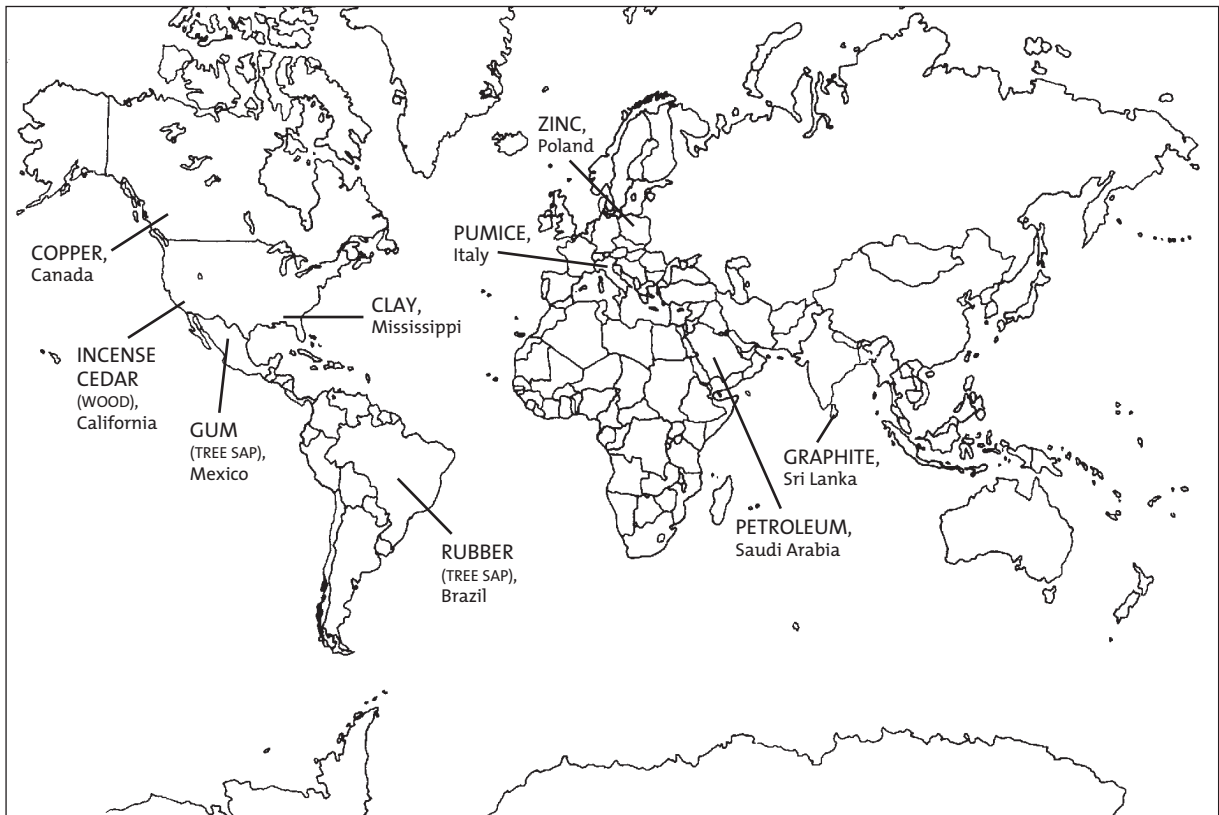 ZINC,
Poland
PUMICE,
Italy
COPPER,
Canada
CLAY,
Mississippi
INCENSE
CEDAR
(WOOD),
California
GUM
(TREE SAP),
Mexico
GRAPHITE,
Sri Lanka
PETROLEUM,
Saudi Arabia
RUBBER
(TREE SAP),
Brazil